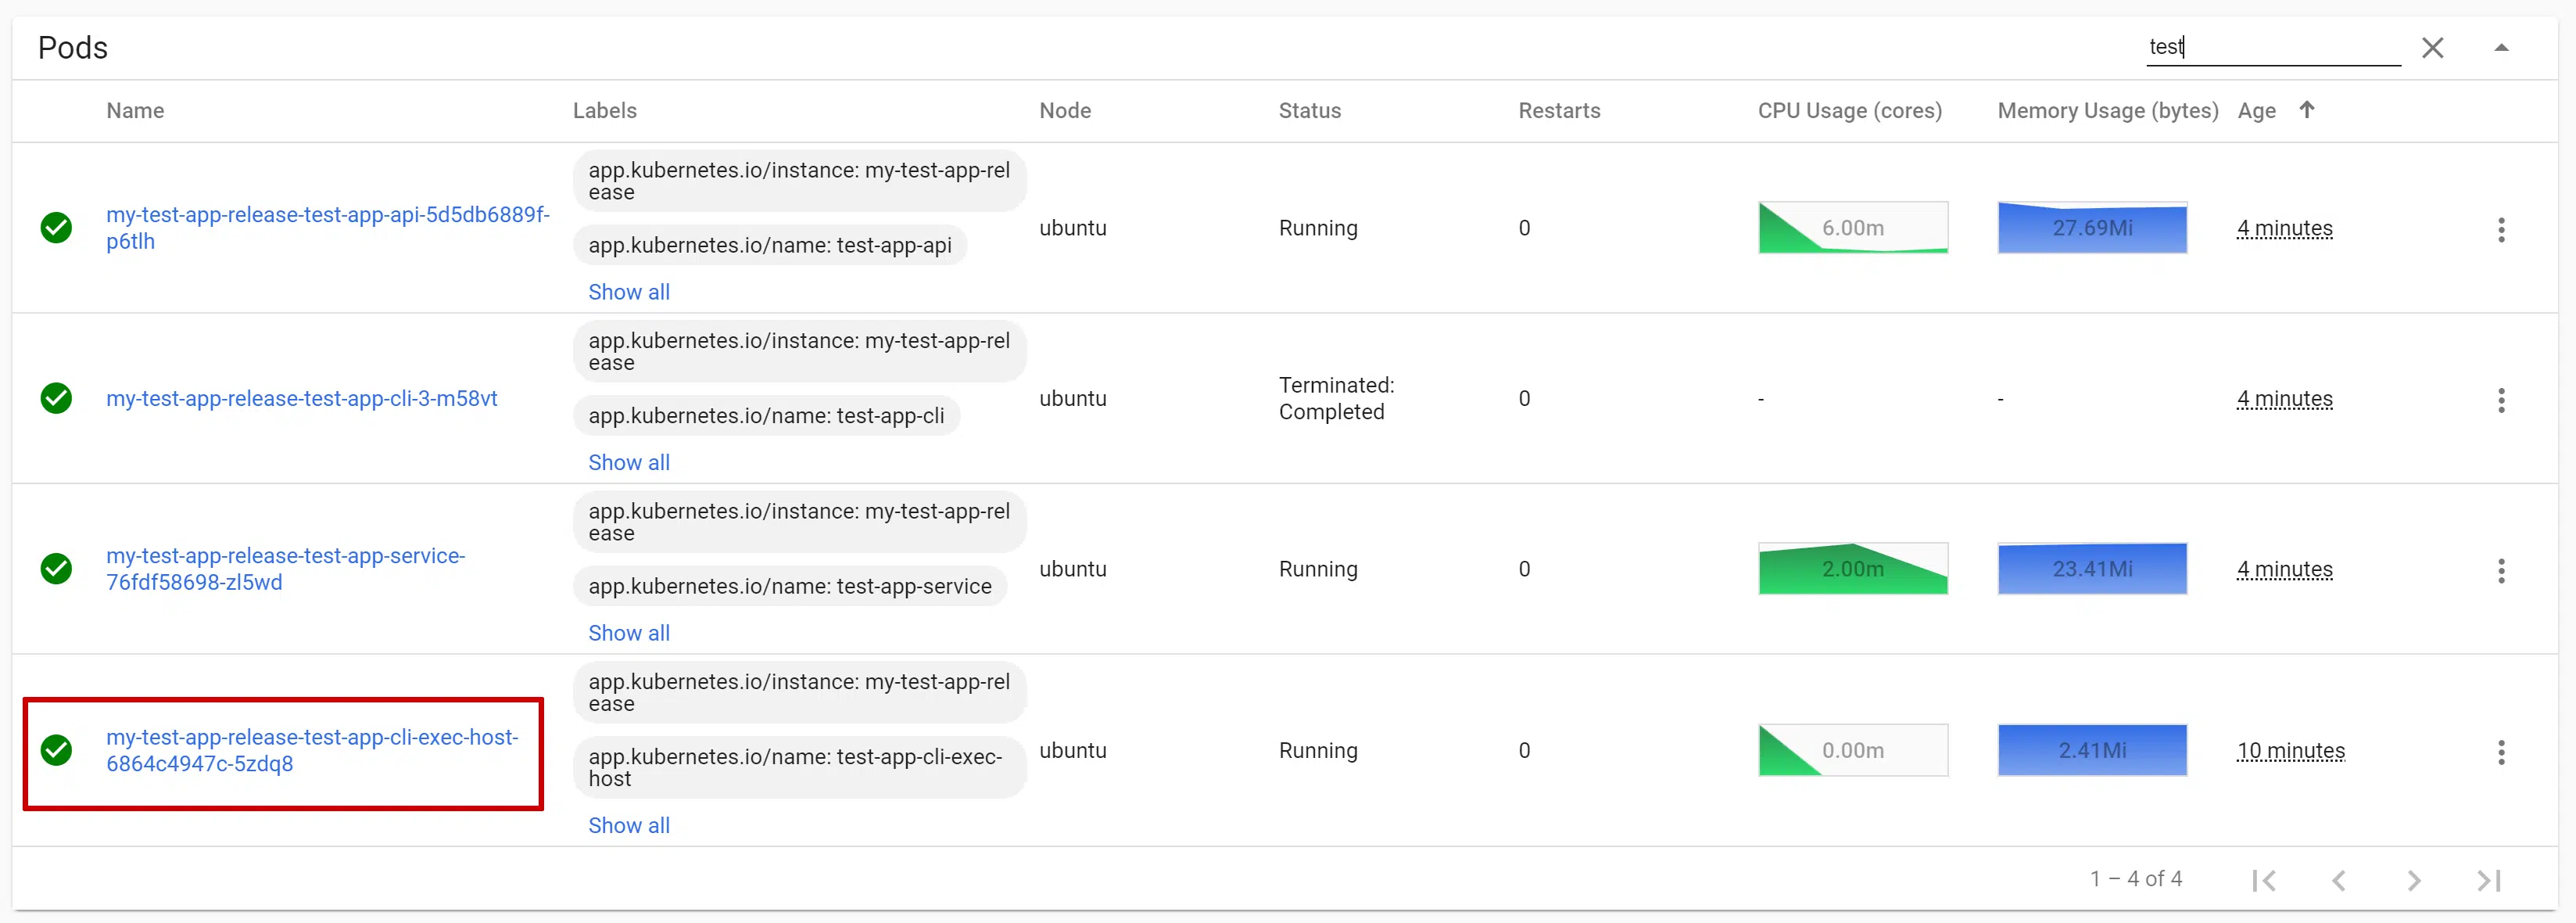 Pods
test
Name Labels Node Status Restarts CPU Usage (cores) Memory Usage (bytes) Age
my-test-app-release-test-app-api-5d5db6889f-
p6tlh
app.kubernetes.io/instance: my-test-app-rel
ease
app.kubernetes.io/name: test-app-api
Show all
ubuntu
Running
0
6.00m
27.69Mi
4 minutes
my-test-app-release-test-app-cli-3-m58vt
app.kubernetes.io/instance: my-test-app-rel
ease
app.kubernetes.io/name: test-app-cli
Show all
ubuntu
Terminated:
Completed
0
-
-
4 minutes
my-test-app-release-test-app-service-
76fdf58698-zl5wd
app.kubernetes.io/instance: my-test-app-rel
ease
app.kubernetes.io/name: test-app-service
Show all
ubuntu
Running
0
2.00m
23.41Mi
4 minutes
my-test-app-release-test-app-cli-exec-host-
6864c4947c-5zdq8
app.kubernetes.io/instance: my-test-app-rel
ease
app.kubernetes.io/name: test-app-cli-exec-
host
Show all
ubuntu
Running
0
0.00m
2.41Mi
10 minutes
1 – 4 of 4